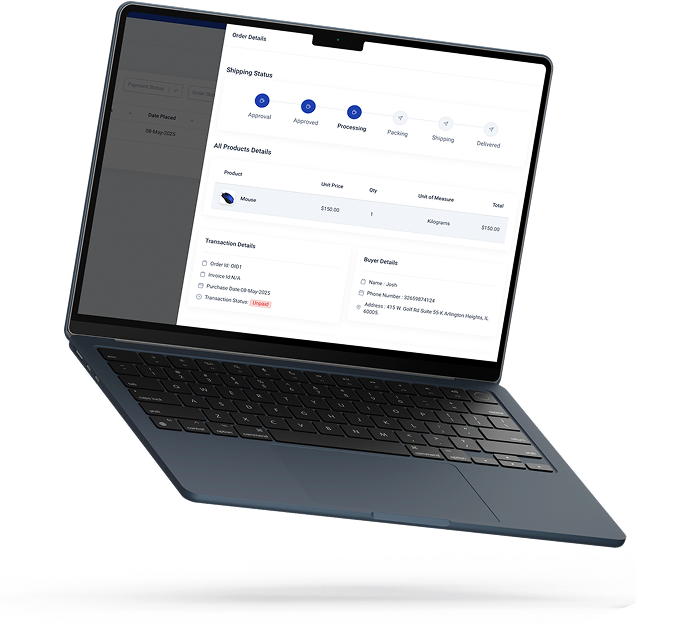 Order Details
Shipping Status
Approval
Approved
Processing
Packing
Shipping
Delivered
Payment Status
Date Placed
08-May-2025
All Products Details
Product Unit Price Qty Unit of Measure Total
Mouse $150.00 1 Kilograms $150.00
Transaction Details
Order Id: OID1
Invoice Id:N/A
Purchase Date:08-May-2025
Transaction Status: Unpaid
Buyer Details
Name : Josh
Phone Number : 32659874124
Address : 415 W. Golf Rd Suite 55-K Arlington Heights, IL
60005.